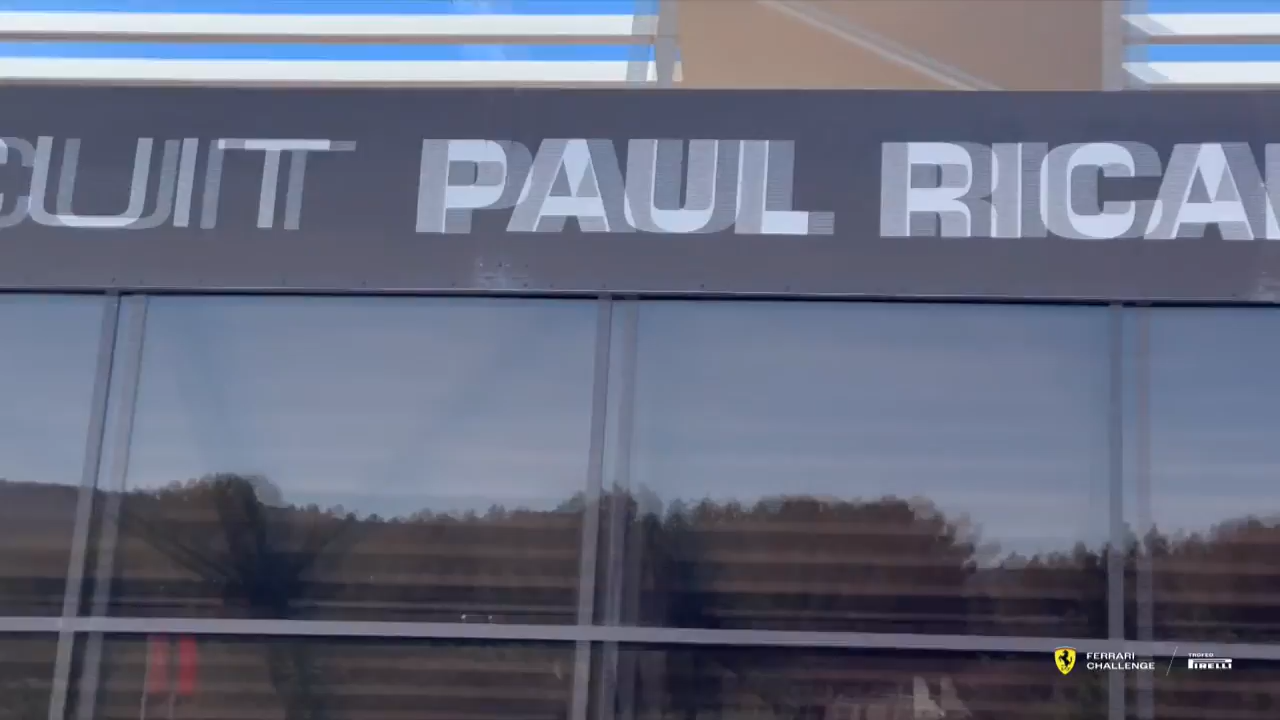 CUIT PAUL RICA
FERRARI
CHALLENGE
TROFEO
PIRELLI